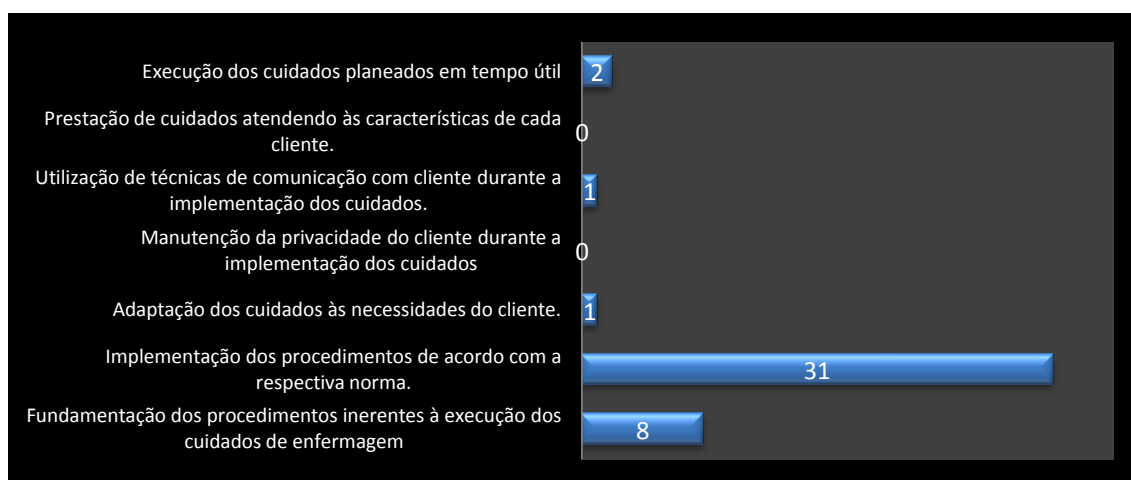 Execução dos cuidados planeados em tempo útil
2
Prestação de cuidados atendendo às características de cada
cliente.
0
Utilização de técnicas de comunicação com cliente durante a
implementação dos cuidados.
1
Manutenção da privacidade do cliente durante a
implementação dos cuidados
0
Adaptação dos cuidados às necessidades do cliente.
1
Implementação dos procedimentos de acordo com a
respectiva norma.
31
Fundamentação dos procedimentos inerentes à execução dos
cuidados de enfermagem
8